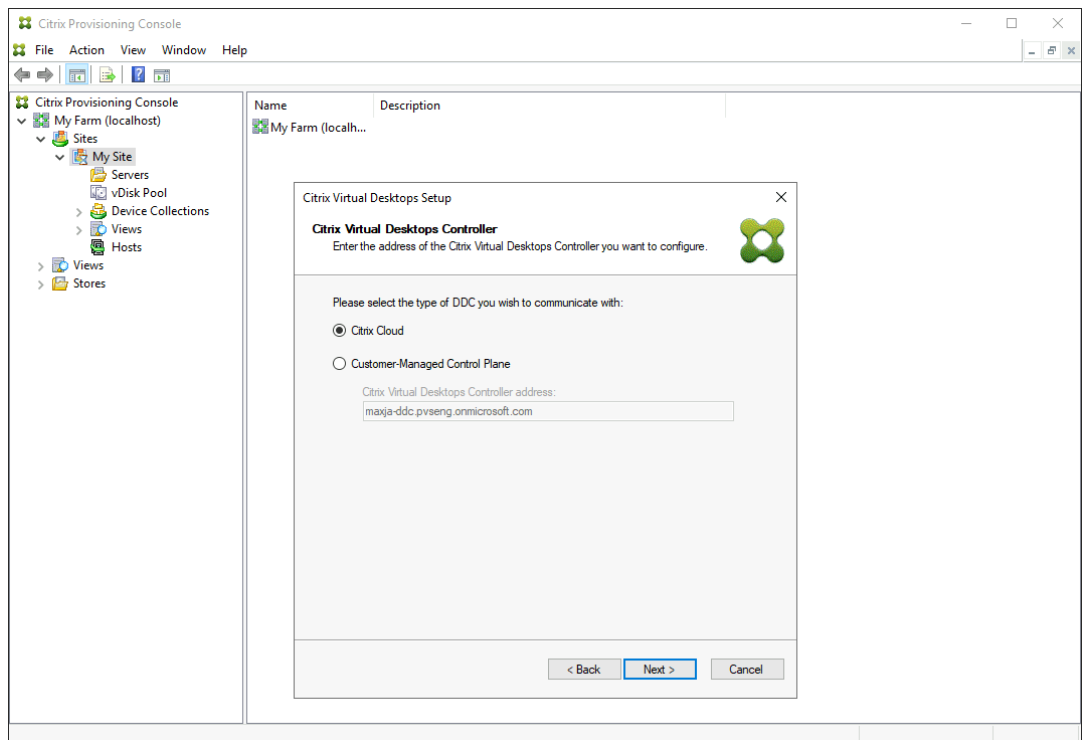 Citrix Provisioning Console
File Action View Window Help
Citrix Provisioning Console
My Farm (localhost)
Sites
My Site
Servers
vDisk Pool
Device Collections
Views
Hosts
Views
Stores
Name Description
My Farm (localh...
Citrix Virtual Desktops Setup
Citrix Virtual Desktops Controller
Enter the address of the Citrix Virtual Desktops Controller you want to configure.
Please select the type of DDC you wish to communicate with:
Citrix Cloud
Customer-Managed Control Plane
Citrix Virtual Desktops Controller address:
maxja-ddc.pvseng.onmicrosoft.com
< Back Next > Cancel